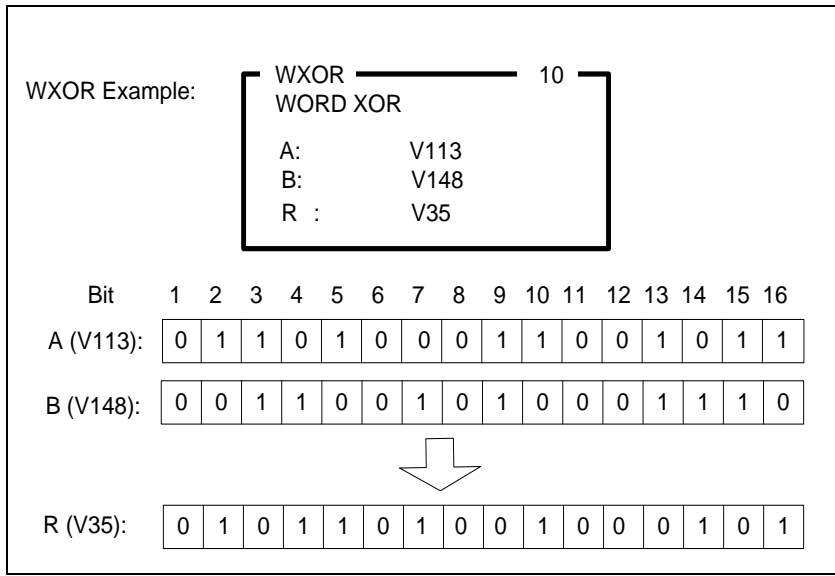 WXOR Example:
WXOR 10
WORD XOR
A: V113
B: V148
R : V35
Bit 1 2 3 4 5 6 7 8 9 10 11 12 13 14 15 16
A (V113): 0 1 1 0 1 0 0 0 1 1 0 0 1 0 1 1
B (V148): 0 0 1 1 0 0 1 0 1 0 0 0 1 1 1 0
R (V35): 0 1 0 1 1 0 1 0 0 1 0 0 0 1 0 1